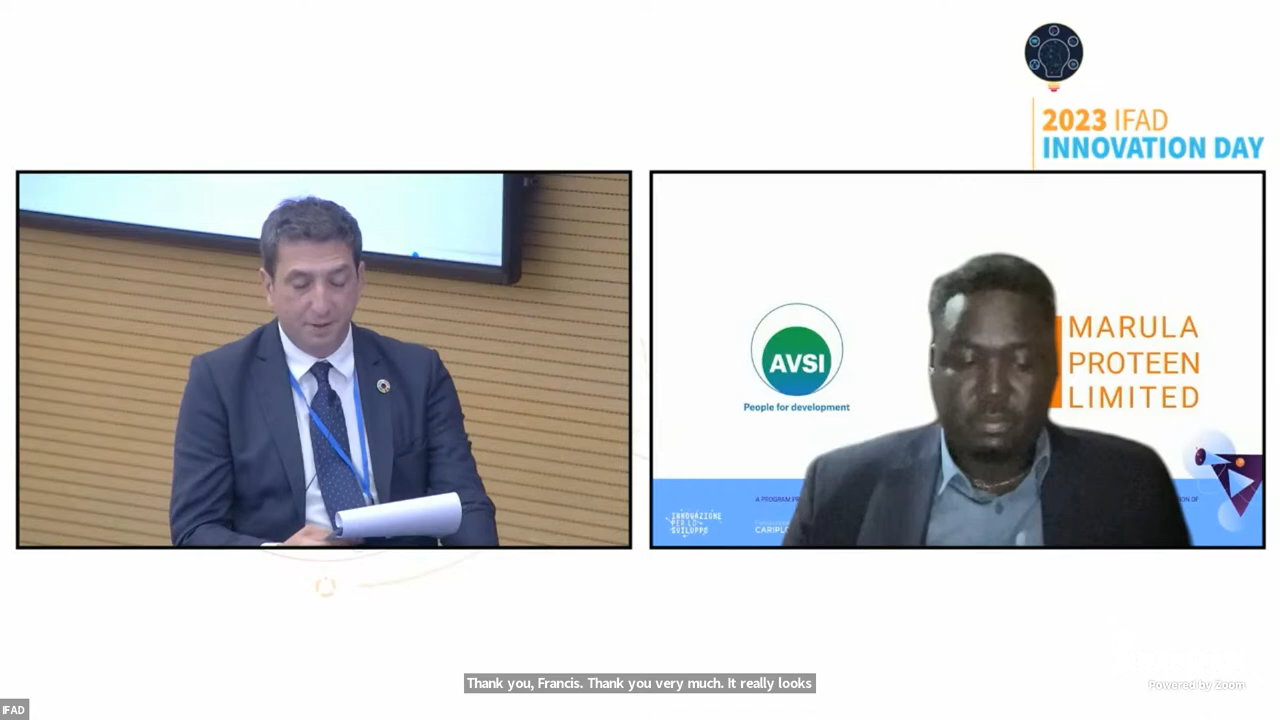 2023 IFAD
INNOVATION DAY
AVSI
People for development
MARULA
PROTEEN
LIMITED
A PROGRAM
INNOVAZIONE
PER LO
SVILUPPO
CARIPLO
Thank you, Francis. Thank you very much. It really looks
Powered by Zoom
IFAD